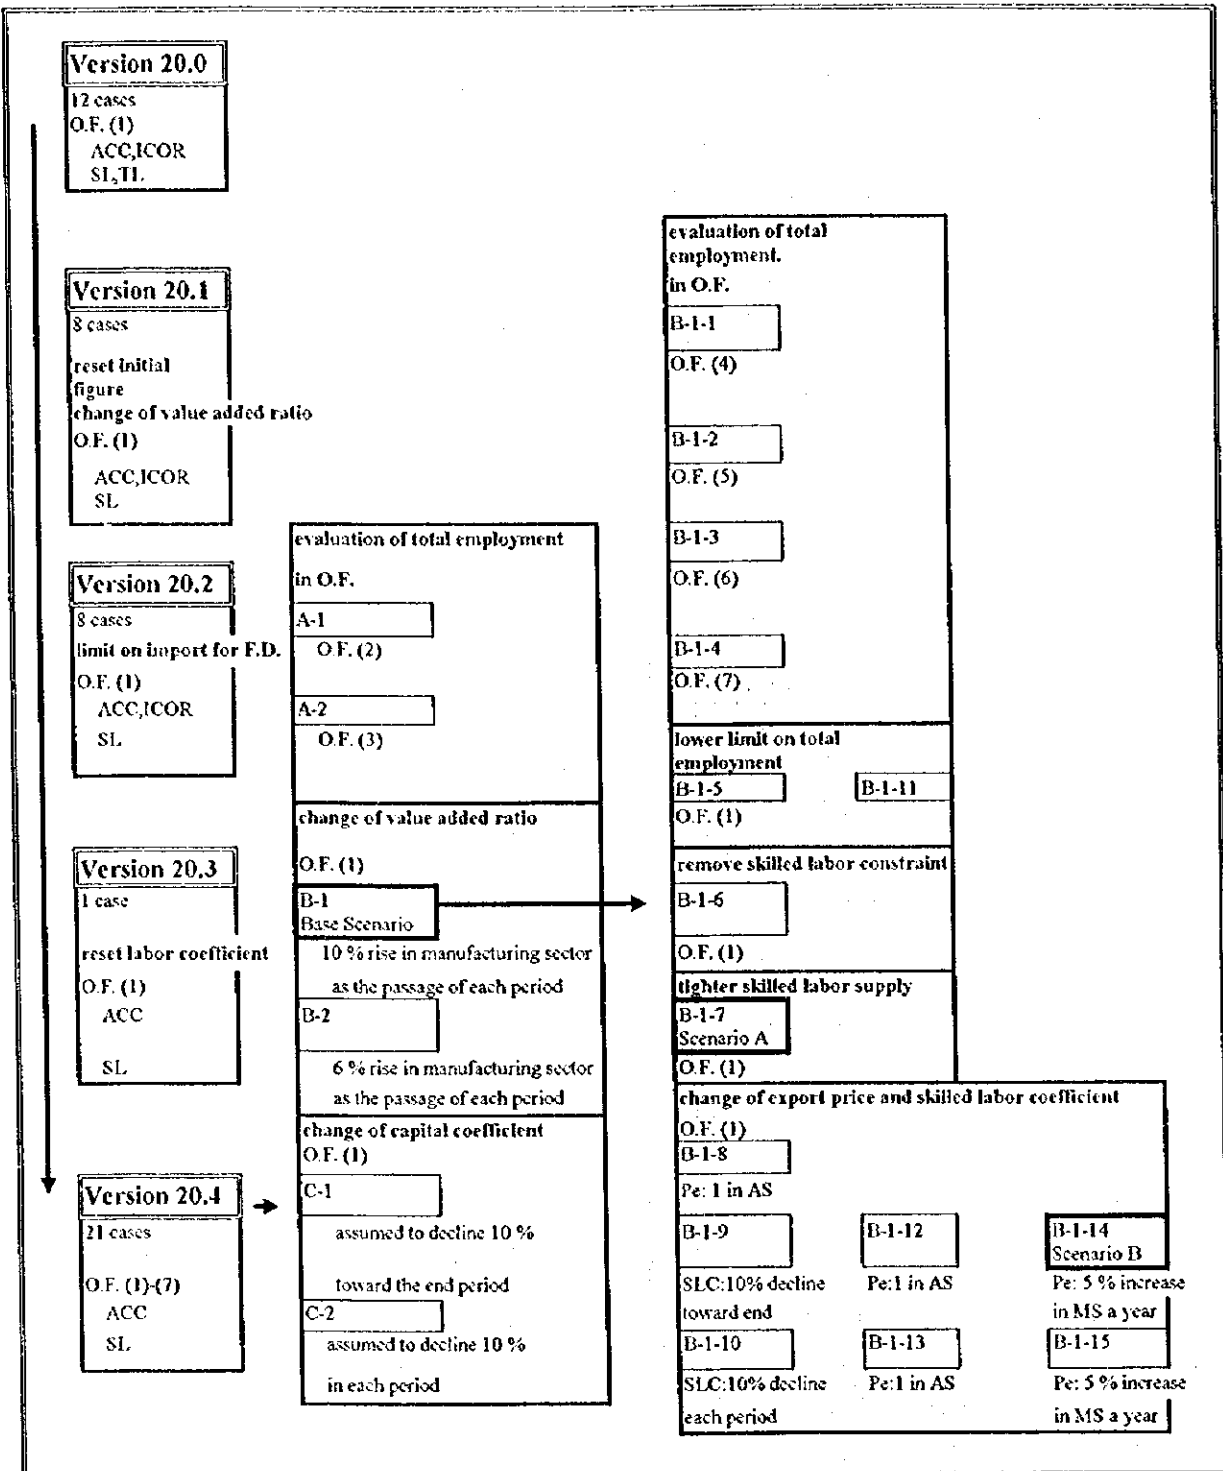 Version 20.0
12 cases
O.F. (1)
ACC,ICOR
SL,TL
Version 20.1
8 cases
reset initial
figure
change of value added ratio
O.F. (1)
ACC,ICOR
SL
Version 20.2
8 cases
limit on import for F.D.
O.F. (1)
ACC,ICOR
SL
Version 20.3
1 case
reset labor coefficient
O.F. (1)
ACC
SL
Version 20.4
21 cases
O.F. (1)-(7)
ACC
SL
evaluation of total employment
in O.F.
A-1
O.F. (2)
A-2
O.F. (3)
change of value added ratio
O.F. (1)
B-1
Base Scenario
10 % rise in manufacturing sector
as the passage of each period
B-2
6 % rise in manufacturing sector
as the passage of each period
change of capital coefficient
O.F. (1)
C-1
assumed to decline 10 %
toward the end period
C-2
assumed to decline 10 %
in each period
evaluation of total
employment.
in O.F.
B-1-1
O.F. (4)
B-1-2
O.F. (5)
B-1-3
O.F. (6)
B-1-4
O.F. (7)
lower limit on total
employment
B-1-5 B-1-11
O.F. (1)
remove skilled labor constraint
B-1-6
O.F. (1)
tighter skilled labor supply
B-1-7
Scenario A
O.F. (1)
change of export price and skilled labor coefficient
O.F. (1)
B-1-8
Pe: 1 in AS
B-1-9 B-1-12 B-1-14
Scenario B
SLC:10% decline Pe:1 in AS Pe: 5 % increase
toward end in MS a year
B-1-10 B-1-13 B-1-15
SLC:10% decline Pe:1 in AS Pe: 5 % increase
each period in MS a year